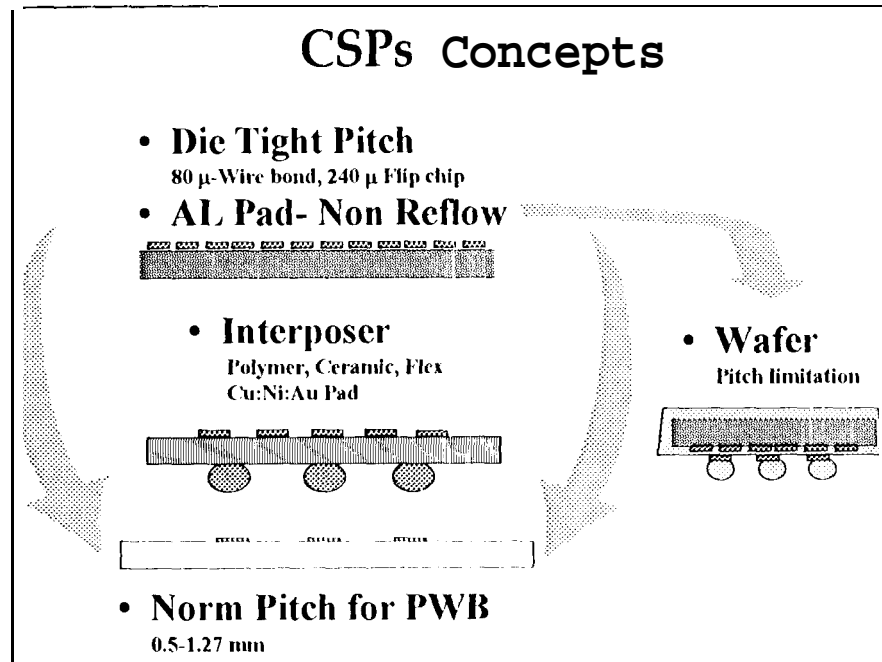 CSPs Concepts
• Die Tight Pitch
80 μ-Wire bond, 240 μ Flip chip
• AL Pad- Non Reflow
• Interposer
Polymer, Ceramic, Flex
Cu:Ni:Au Pad
• Wafer
Pitch limitation
• Norm Pitch for PWB
0.5-1.27 mm